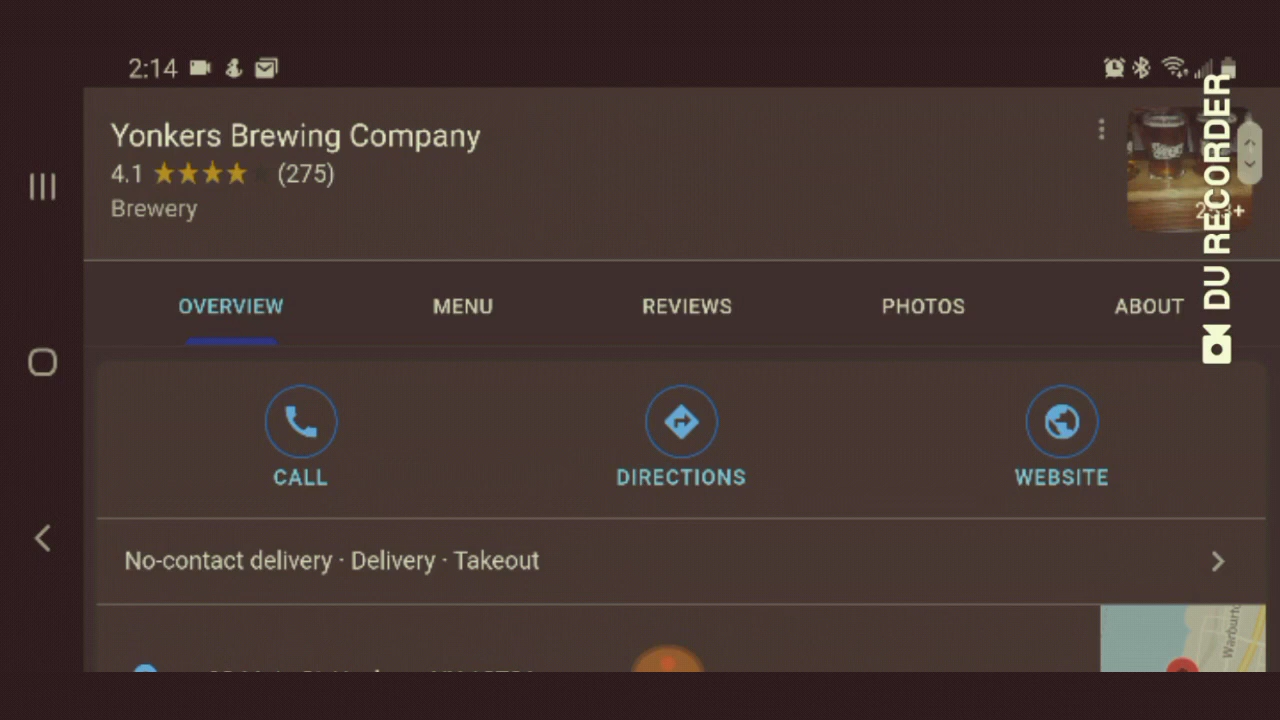 2:14
Yonkers Brewing Company
4.1 (275)
Brewery
OVERVIEW MENU REVIEWS PHOTOS ABOUT
CALL DIRECTIONS WEBSITE
No-contact delivery · Delivery · Takeout
DU RECORDER